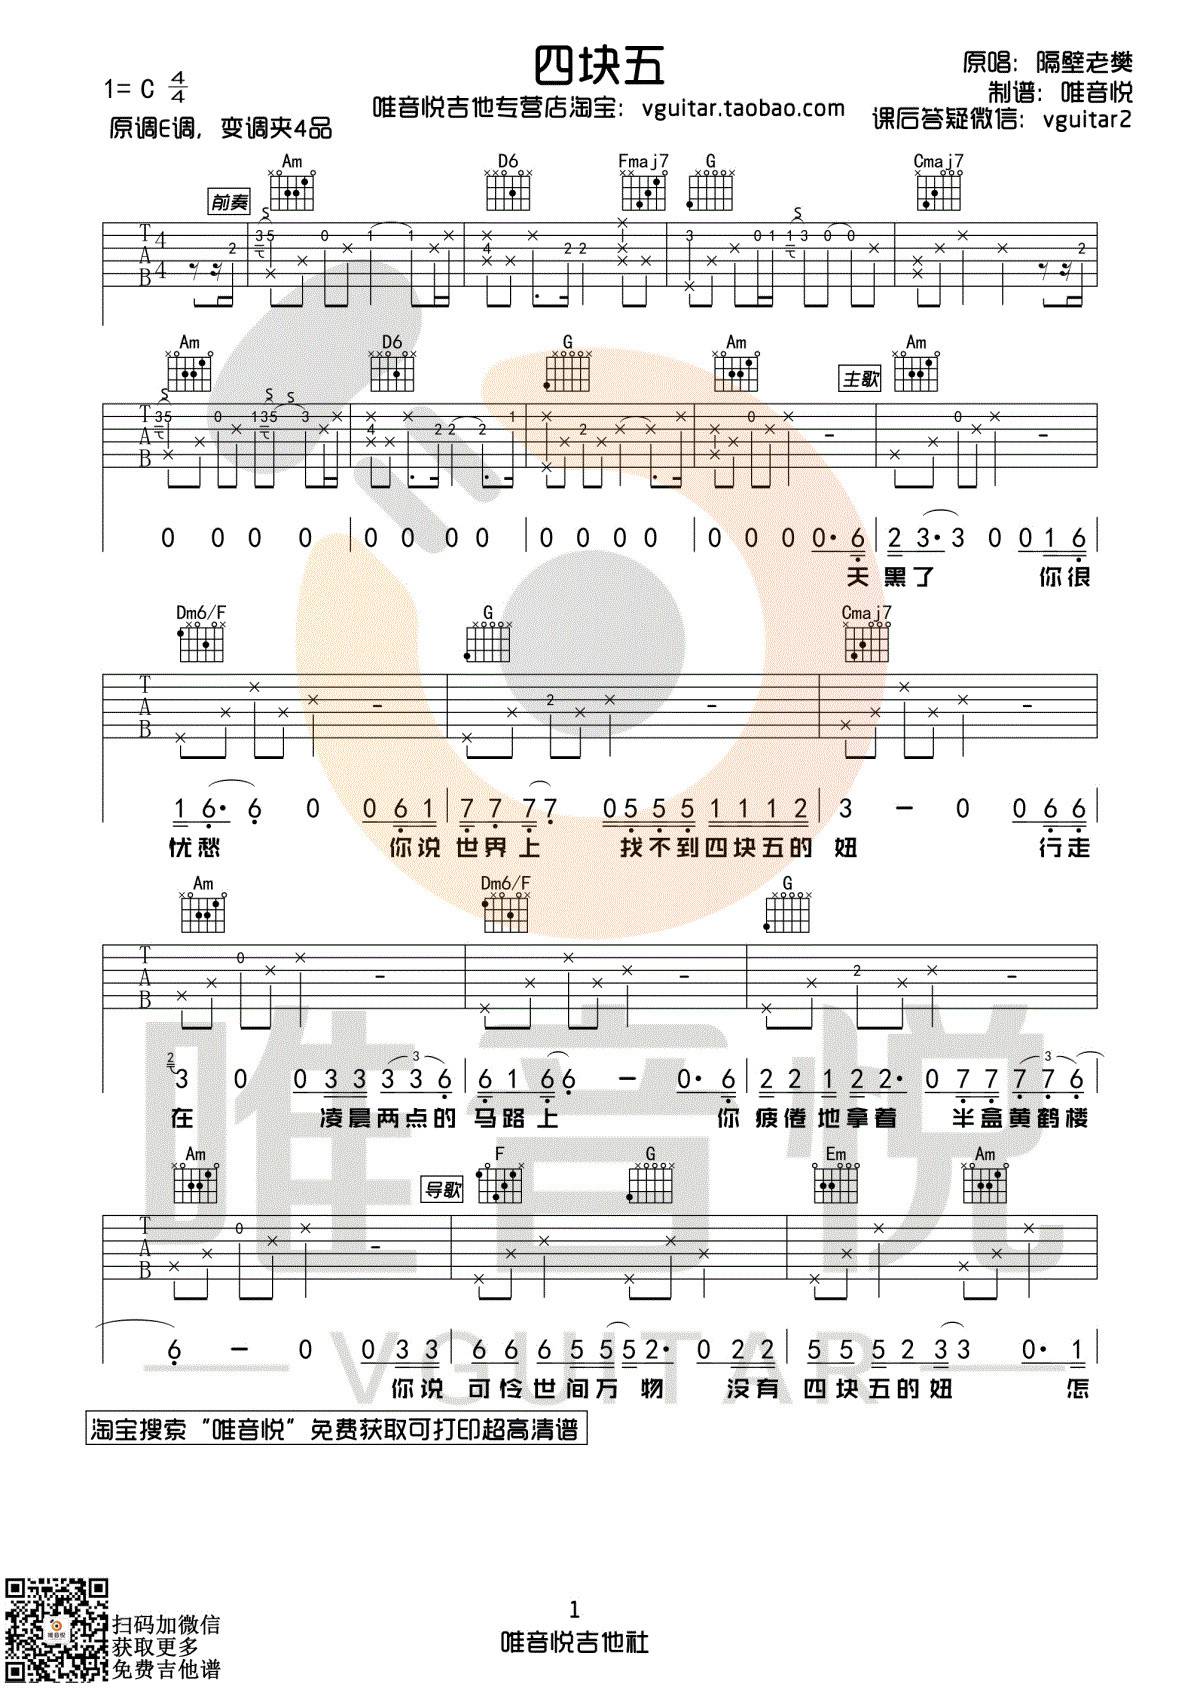 四块五
1= C 4/4
原唱：隔壁老樊
唯音悦吉他专营店淘宝：vguitar.taobao.com
制谱：唯音悦
原调E调，变调夹4品
课后答疑微信：vguitar2
Am D6 Fmaj7 G Cmaj7
前奏
Am D6 G Am 主歌 Am
0 0 0 0 0 0 0 0 0 0 0 0 0 0 0 0· 6 2 3· 3 0 0 1 6
天 黑 了 你 很
Dm6/F G Cmaj7
1 6· 6 0 0 6 1 7 7 7 7 0 5 5 5 1 1 1 2 3 － 0 0 6 6
忧 愁 你 说 世 界 上 找 不 到 四 块 五 的 妞 行 走
Am Dm6/F G
2 3 0 0 3 3 3 3 6 6 1 6 6 － 0· 6 2 2 1 2 2· 0 7 7 7 7 6
在 凌 晨 两 点 的 马 路 上 你 疲 倦 地 拿 着 半 盒 黄 鹤 楼
Am 导歌 F G Em Am
6 － 0 0 3 3 6 6 6 5 5 5 2· 0 2 2 5 5 5 2 3 3 0· 1
你 说 可 怜 世 间 万 物 没 有 四 块 五 的 妞 怎
唯音悦
VGUITAR
淘宝搜索“唯音悦”免费获取可打印超高清谱
扫码加微信
获取更多
免费吉他谱
唯音悦
1
唯音悦吉他社